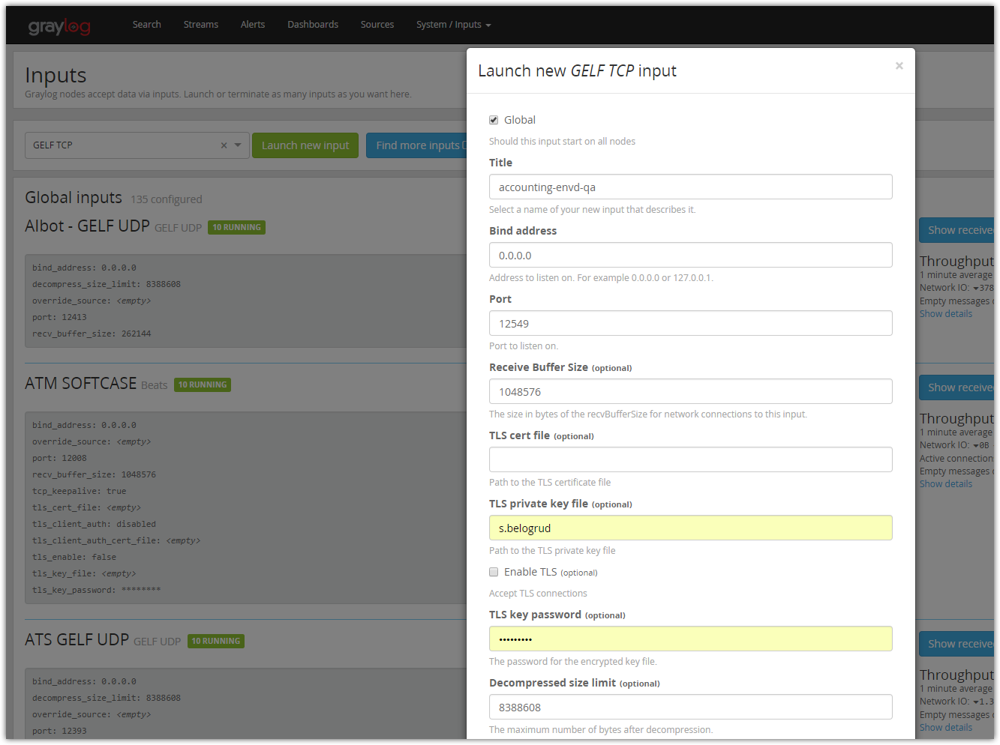 graylog
Search Streams Alerts Dashboards Sources System / Inputs
Inputs
Graylog nodes accept data via inputs. Launch or terminate as many inputs as you want here.
GELF TCP × Launch new input Find more inputs
Global inputs 135 configured
Albot - GELF UDP GELF UDP 10 RUNNING
bind_address: 0.0.0.0
decompress_size_limit: 8388608
override_source: <empty>
port: 12413
recv_buffer_size: 262144
ATM SOFTCASE Beats 10 RUNNING
bind_address: 0.0.0.0
override_source: <empty>
port: 12008
recv_buffer_size: 1048576
tcp_keepalive: true
tls_cert_file: <empty>
tls_client_auth: disabled
tls_client_auth_cert_file: <empty>
tls_enable: false
tls_key_file: <empty>
tls_key_password: ********
ATS GELF UDP GELF UDP 10 RUNNING
bind_address: 0.0.0.0
decompress_size_limit: 8388608
override_source: <empty>
port: 12393
Launch new GELF TCP input ×
Global
Should this input start on all nodes
Title
accounting-envd-qa
Select a name of your new input that describes it.
Bind address
0.0.0.0
Address to listen on. For example 0.0.0.0 or 127.0.0.1.
Port
12549
Port to listen on.
Receive Buffer Size (optional)
1048576
The size in bytes of the recvBufferSize for network connections to this input.
TLS cert file (optional)
Path to the TLS certificate file
TLS private key file (optional)
s.belogrud
Path to the TLS private key file
Enable TLS (optional)
Accept TLS connections
TLS key password (optional)
•••••••••
The password for the encrypted key file.
Decompressed size limit (optional)
8388608
The maximum number of bytes after decompression.
Show receive
Throughput
1 minute average
Network IO: 378
Empty messages
Show details
Show receive
Throughput
1 minute average
Network IO: 0B
Active connection
Empty messages
Show details
Show receive
Throughput
1 minute average
Network IO: 1.3
Empty messages
Show details